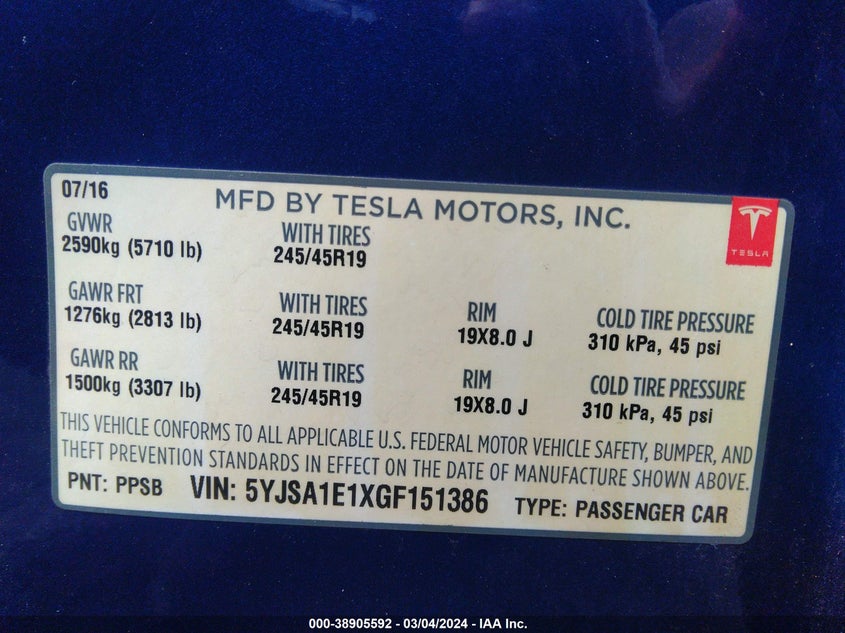 07/16
MFD BY TESLA MOTORS, INC.
TESLA
GVWR WITH TIRES
2590kg (5710 lb) 245/45R19
GAWR FRT WITH TIRES RIM COLD TIRE PRESSURE
1276kg (2813 lb) 245/45R19 19X8.0 J 310 kPa, 45 psi
GAWR RR WITH TIRES RIM COLD TIRE PRESSURE
1500kg (3307 lb) 245/45R19 19X8.0 J 310 kPa, 45 psi
THIS VEHICLE CONFORMS TO ALL APPLICABLE U.S. FEDERAL MOTOR VEHICLE SAFETY, BUMPER, AND
THEFT PREVENTION STANDARDS IN EFFECT ON THE DATE OF MANUFACTURE SHOWN ABOVE.
PNT: PPSB VIN: 5YJSA1E1XGF151386 TYPE: PASSENGER CAR
000-38905592 - 03/04/2024 - IAA Inc.